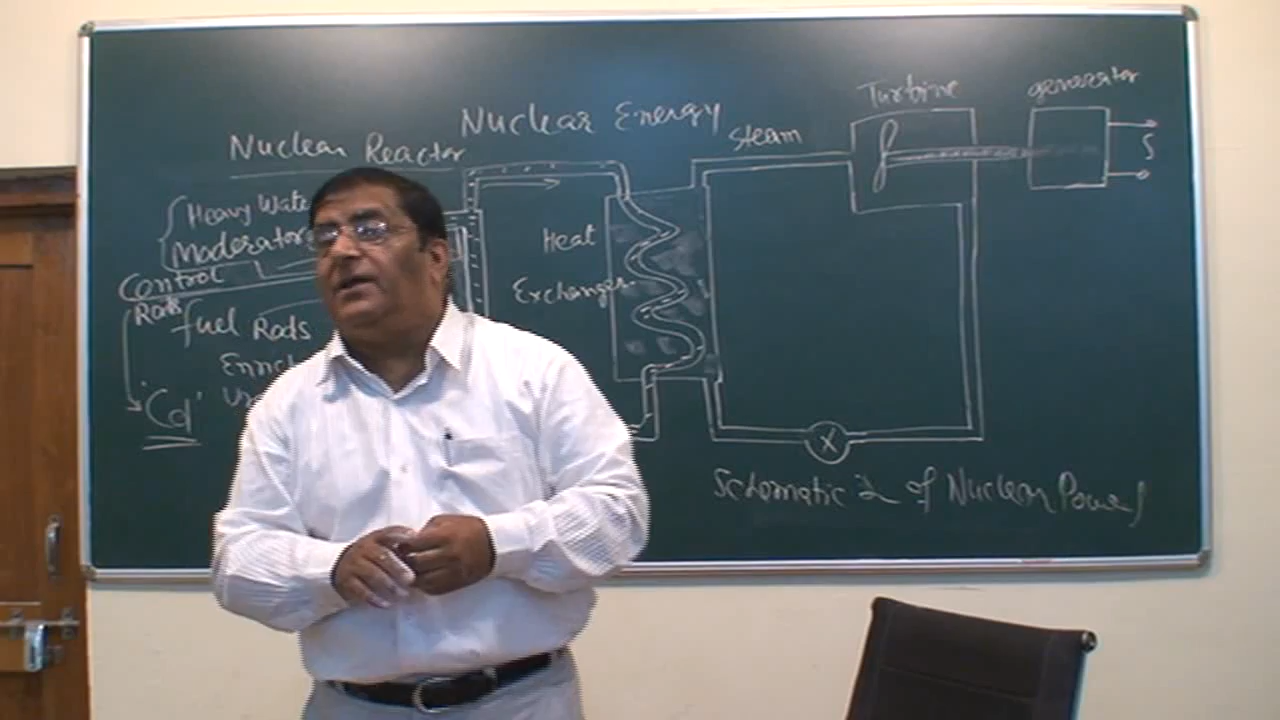 Nuclear Energy
Nuclear Reactor
Heavy Wate
Moderator
Control
Rods
fuel Rods
'Cd'
Heat
Exchanger
Steam
Turbine
generator
X
Schematic of Nuclear Power